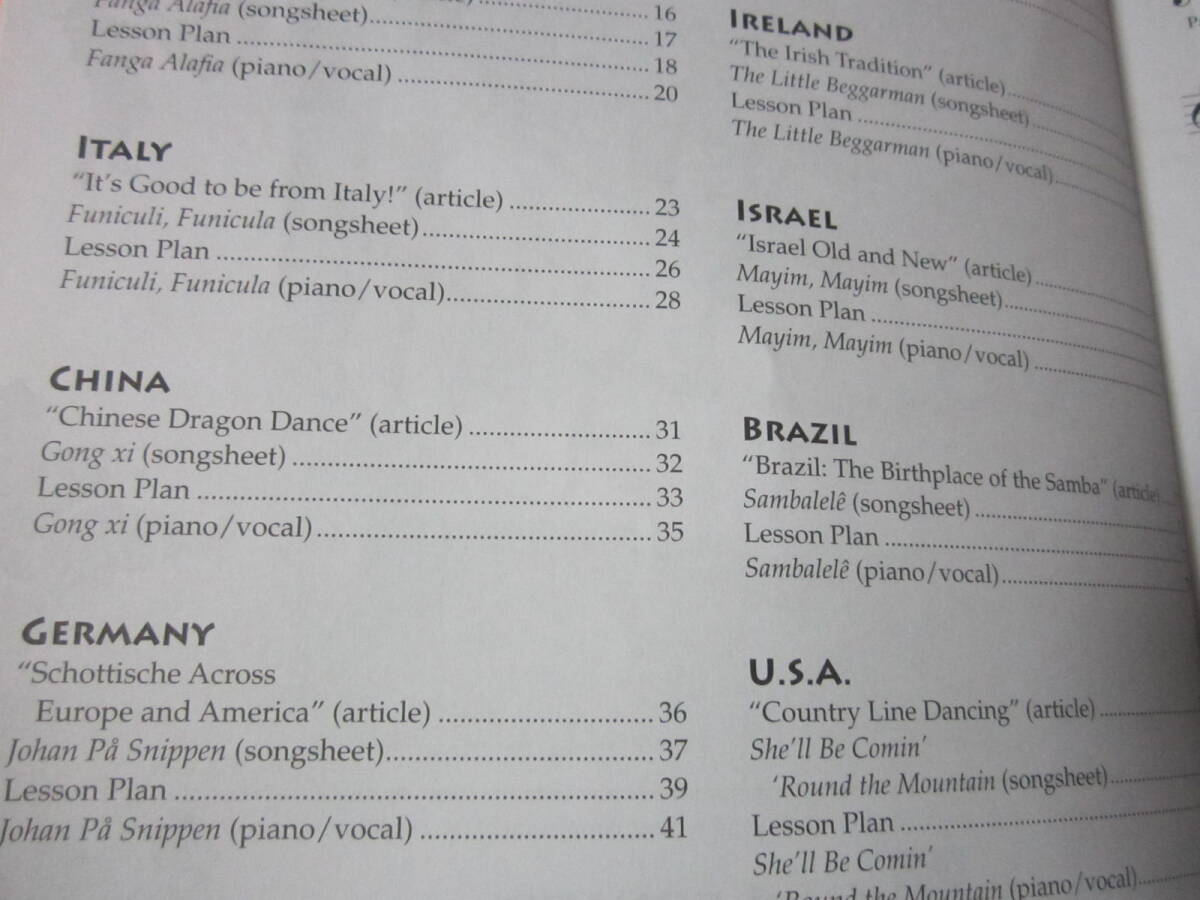 16
Fanga Alafia (songsheet) 17
Lesson Plan 18
Fanga Alafia (piano/vocal) 20
ITALY
“It’s Good to be from Italy!” (article) 23
Funiculi, Funicula (songsheet) 24
Lesson Plan 26
Funiculi, Funicula (piano/vocal) 28
CHINA
“Chinese Dragon Dance” (article) 31
Gong xi (songsheet) 32
Lesson Plan 33
Gong xi (piano/vocal) 35
GERMANY
“Schottische Across
Europe and America” (article) 36
Johan På Snippen (songsheet) 37
Lesson Plan 39
Johan På Snippen (piano/vocal) 41
IRELAND
“The Irish Tradition” (article)
The Little Beggarman (songsheet)
Lesson Plan
The Little Beggarman (piano/vocal)
ISRAEL
“Israel Old and New” (article)
Mayim, Mayim (songsheet)
Lesson Plan
Mayim, Mayim (piano/vocal)
BRAZIL
“Brazil: The Birthplace of the Samba” (article)
Sambalelê (songsheet)
Lesson Plan
Sambalelê (piano/vocal)
U.S.A.
“Country Line Dancing” (article)
She’ll Be Comin’
‘Round the Mountain (songsheet)
Lesson Plan
She’ll Be Comin’
‘Round the Mountain (piano/vocal)